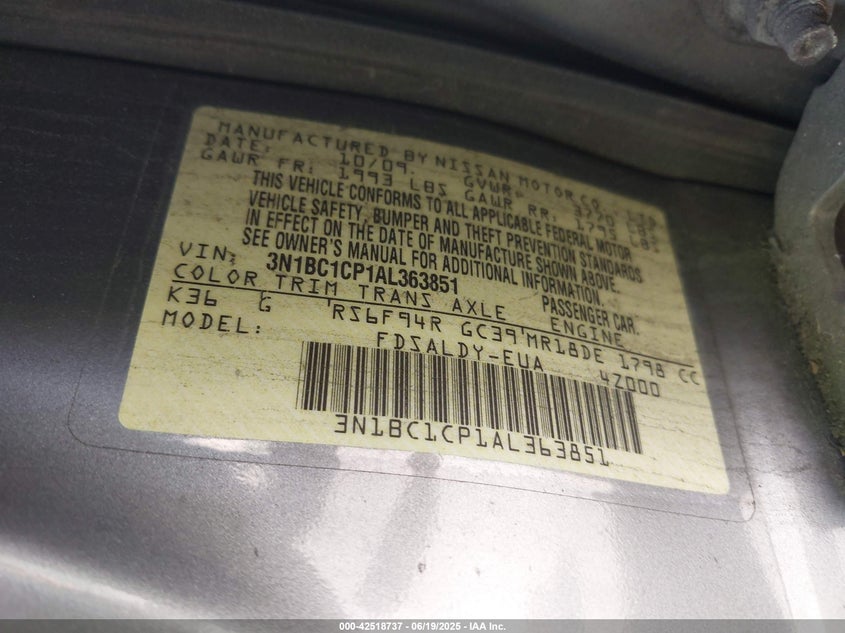 MANUFACTURED BY NISSAN MOTOR CO., LTD.
DATE: 10/09 GVWR: 3770 LBS
GAWR FR: 1993 LBS GAWR RR: 1793 LBS
THIS VEHICLE CONFORMS TO ALL APPLICABLE FEDERAL MOTOR
VEHICLE SAFETY, BUMPER AND THEFT PREVENTION STANDARDS
IN EFFECT ON THE DATE OF MANUFACTURE SHOWN ABOVE.
SEE OWNER'S MANUAL FOR ADDITIONAL INFORMATION.
VIN: 3N1BC1CP1AL363851 PASSENGER CAR.
COLOR TRIM TRANS AXLE ENGINE
K36 G RS6F94R GC39 MR18DE 1798 CC
MODEL: FDSALDY-EUA 4Z000
3N1BC1CP1AL363851
000-42518737 - 06/19/2025 - IAA Inc.